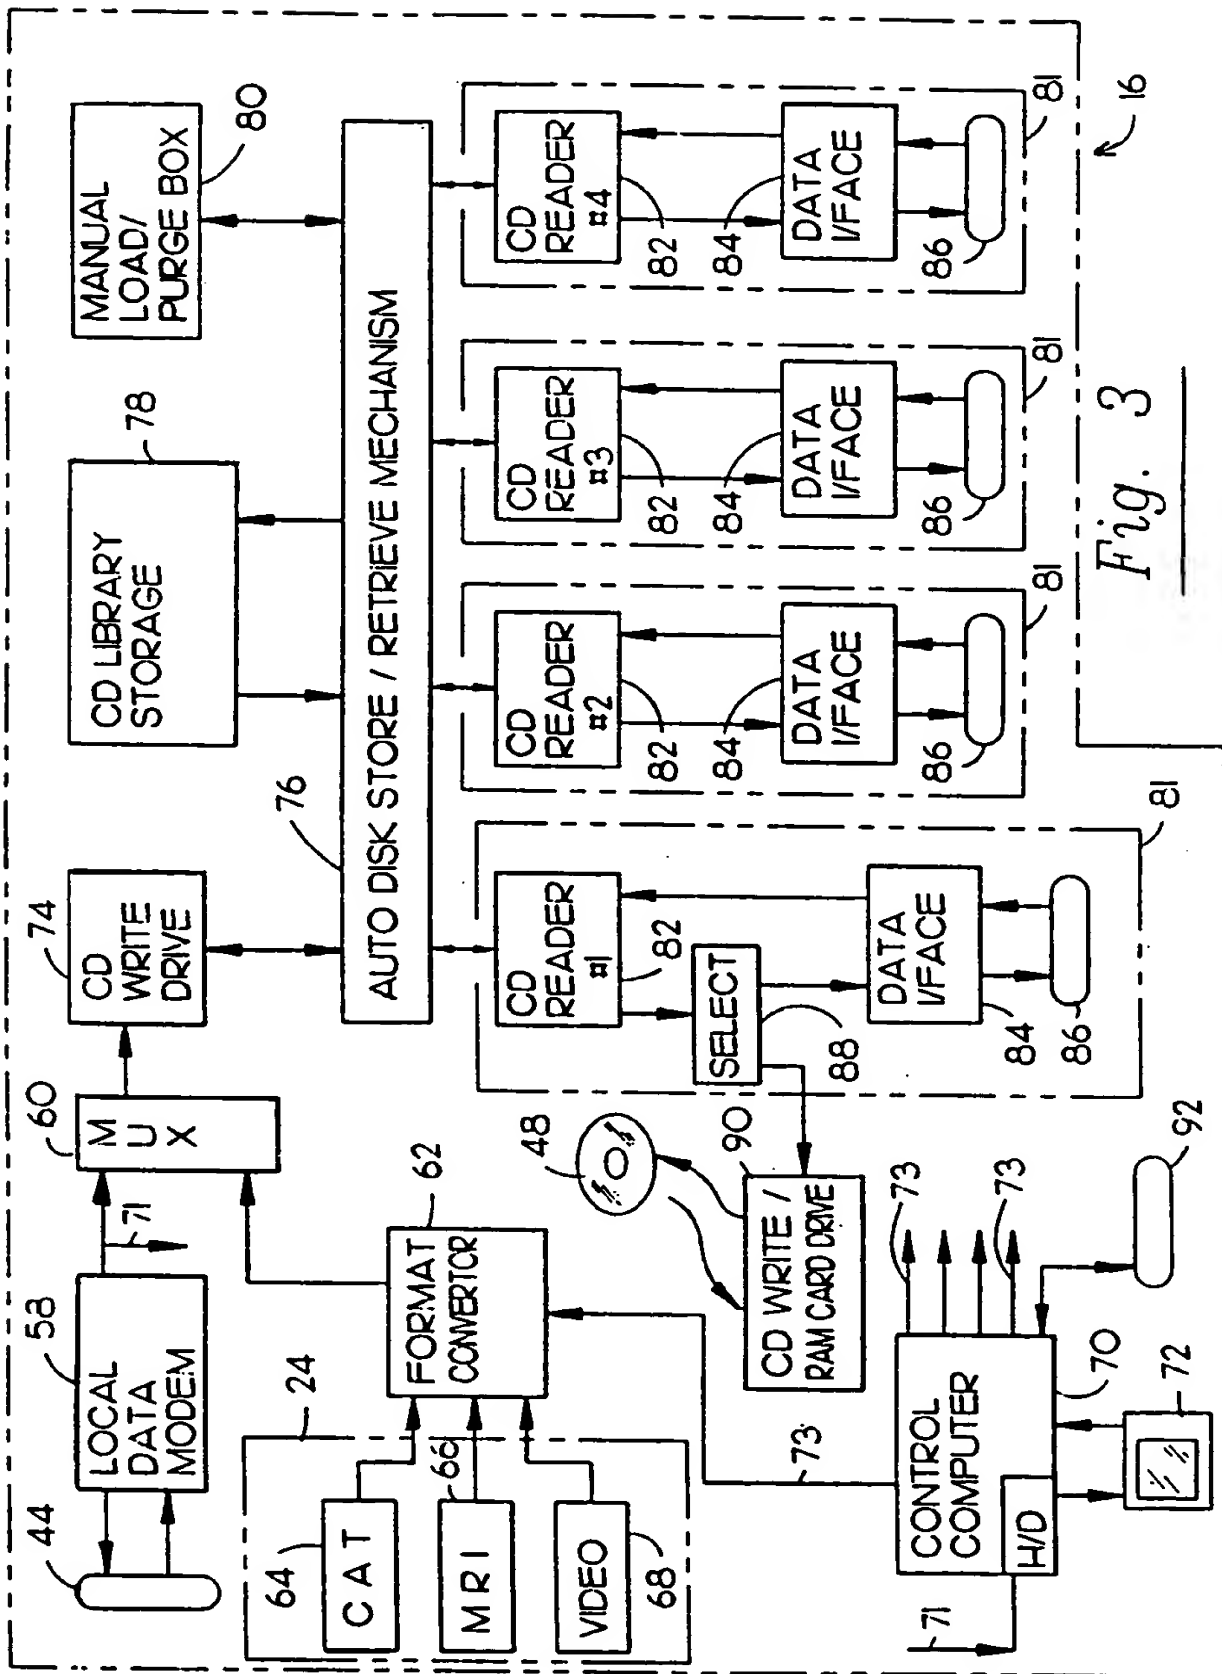 44
58
LOCAL
DATA
MODEM
71
60
M
U
X
74
CD
WRITE
DRIVE
78
CD LIBRARY
STORAGE
MANUAL
LOAD/
PURGE BOX
80
24
64
CAT
66
MRI
VIDEO
68
62
FORMAT
CONVERTOR
76
AUTO DISK STORE / RETRIEVE MECHANISM
48
90
CD WRITE /
RAM CARD DRIVE
CD
READER
#1
82
SELECT
88
DATA
I/FACE
84
86
81
CD
READER
#2
82
84
DATA
I/FACE
86
81
CD
READER
#3
82
84
DATA
I/FACE
86
81
CD
READER
#4
82
84
DATA
I/FACE
86
81
73
CONTROL
COMPUTER
H/D
71
70
72
73
73
92
16
Fig. 3